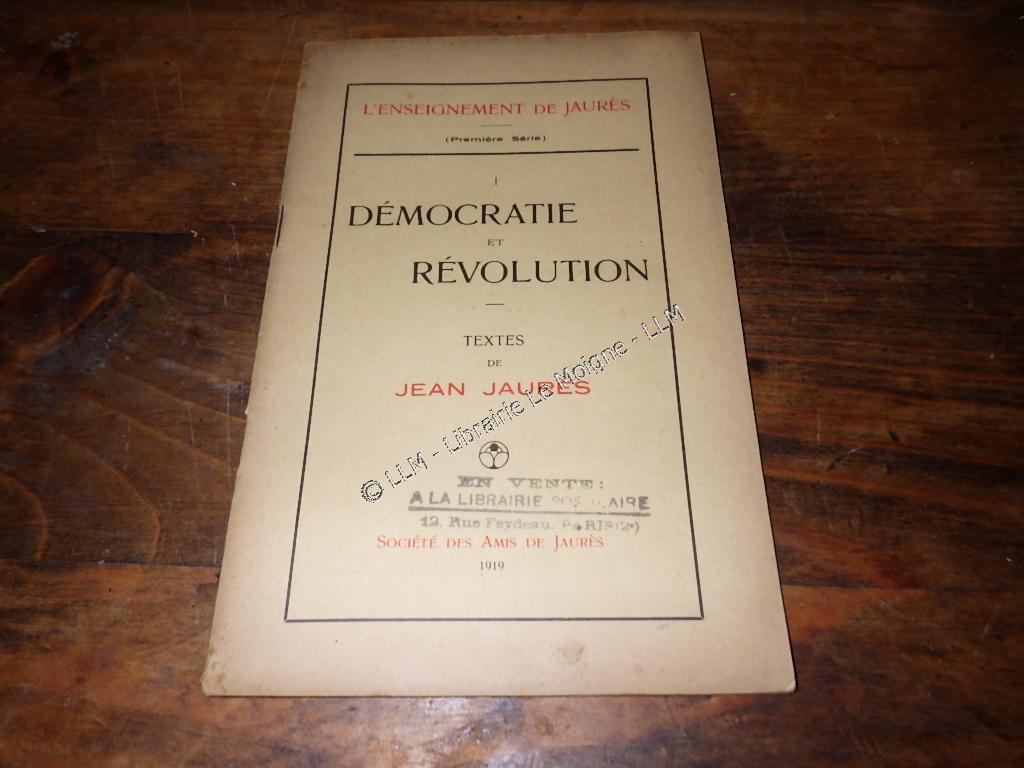 L'ENSEIGNEMENT DE JAURÈS
(Première Série)
I
DÉMOCRATIE
ET
RÉVOLUTION
TEXTES
DE
JEAN JAURÈS
© LLM - Librairie Le Moigne - LLM
EN VENTE:
A LA LIBRAIRIE POPULAIRE
12, Rue Feydeau. PARIS (2e)
SOCIÉTÉ DES AMIS DE JAURÈS
1919